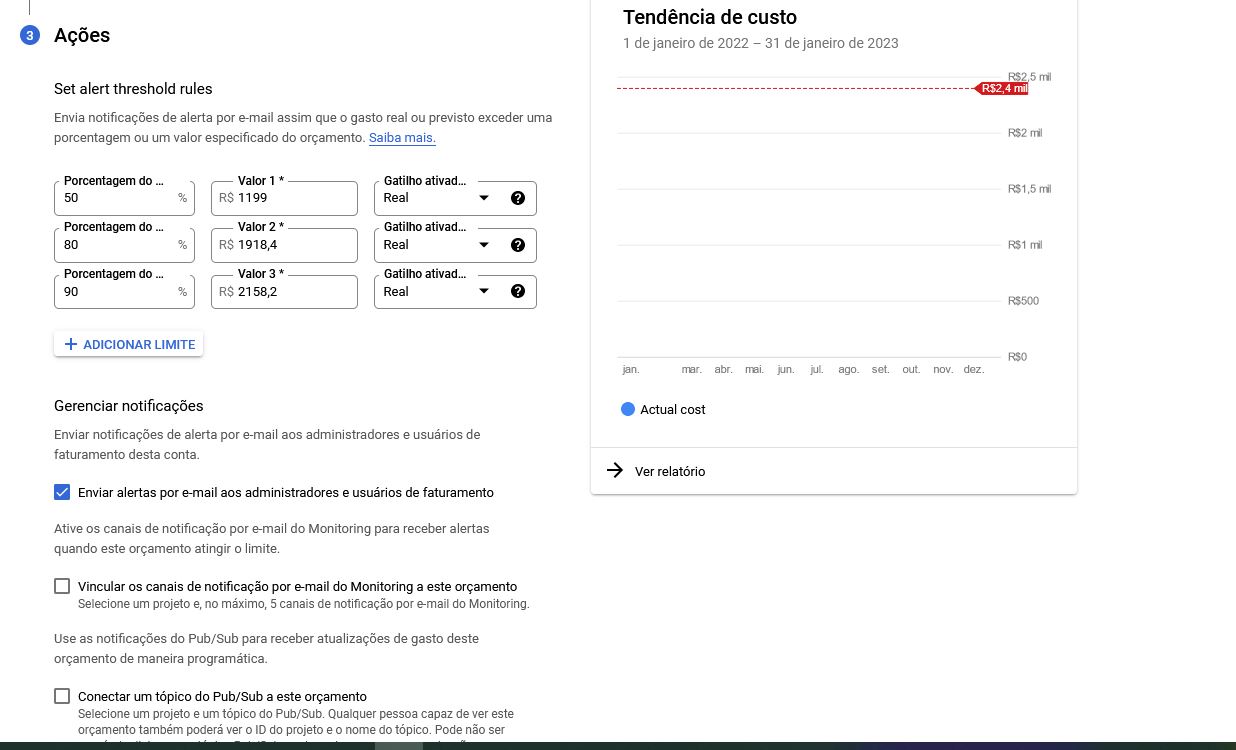 3 Ações
Set alert threshold rules
Envia notificações de alerta por e-mail assim que o gasto real ou previsto exceder uma
porcentagem ou um valor especificado do orçamento. Saiba mais.
Porcentagem do ... Valor 1 * Gatilho ativad...
50 % R$ 1199 Real
Porcentagem do ... Valor 2 * Gatilho ativad...
80 % R$ 1918,4 Real
Porcentagem do ... Valor 3 * Gatilho ativad...
90 % R$ 2158,2 Real
ADICIONAR LIMITE
Gerenciar notificações
Enviar notificações de alerta por e-mail aos administradores e usuários de
faturamento desta conta.
Enviar alertas por e-mail aos administradores e usuários de faturamento
Ative os canais de notificação por e-mail do Monitoring para receber alertas
quando este orçamento atingir o limite.
Vincular os canais de notificação por e-mail do Monitoring a este orçamento
Selecione um projeto e, no máximo, 5 canais de notificação por e-mail do Monitoring.
Use as notificações do Pub/Sub para receber atualizações de gasto deste
orçamento de maneira programática.
Conectar um tópico do Pub/Sub a este orçamento
Selecione um projeto e um tópico do Pub/Sub. Qualquer pessoa capaz de ver este
orçamento também poderá ver o ID do projeto e o nome do tópico. Pode não ser
Tendência de custo
1 de janeiro de 2022 – 31 de janeiro de 2023
R$2,5 mil
R$2,4 mil
R$2 mil
R$1,5 mil
R$1 mil
R$500
R$0
jan. mar. abr. mai. jun. jul. ago. set. out. nov. dez.
Actual cost
Ver relatório